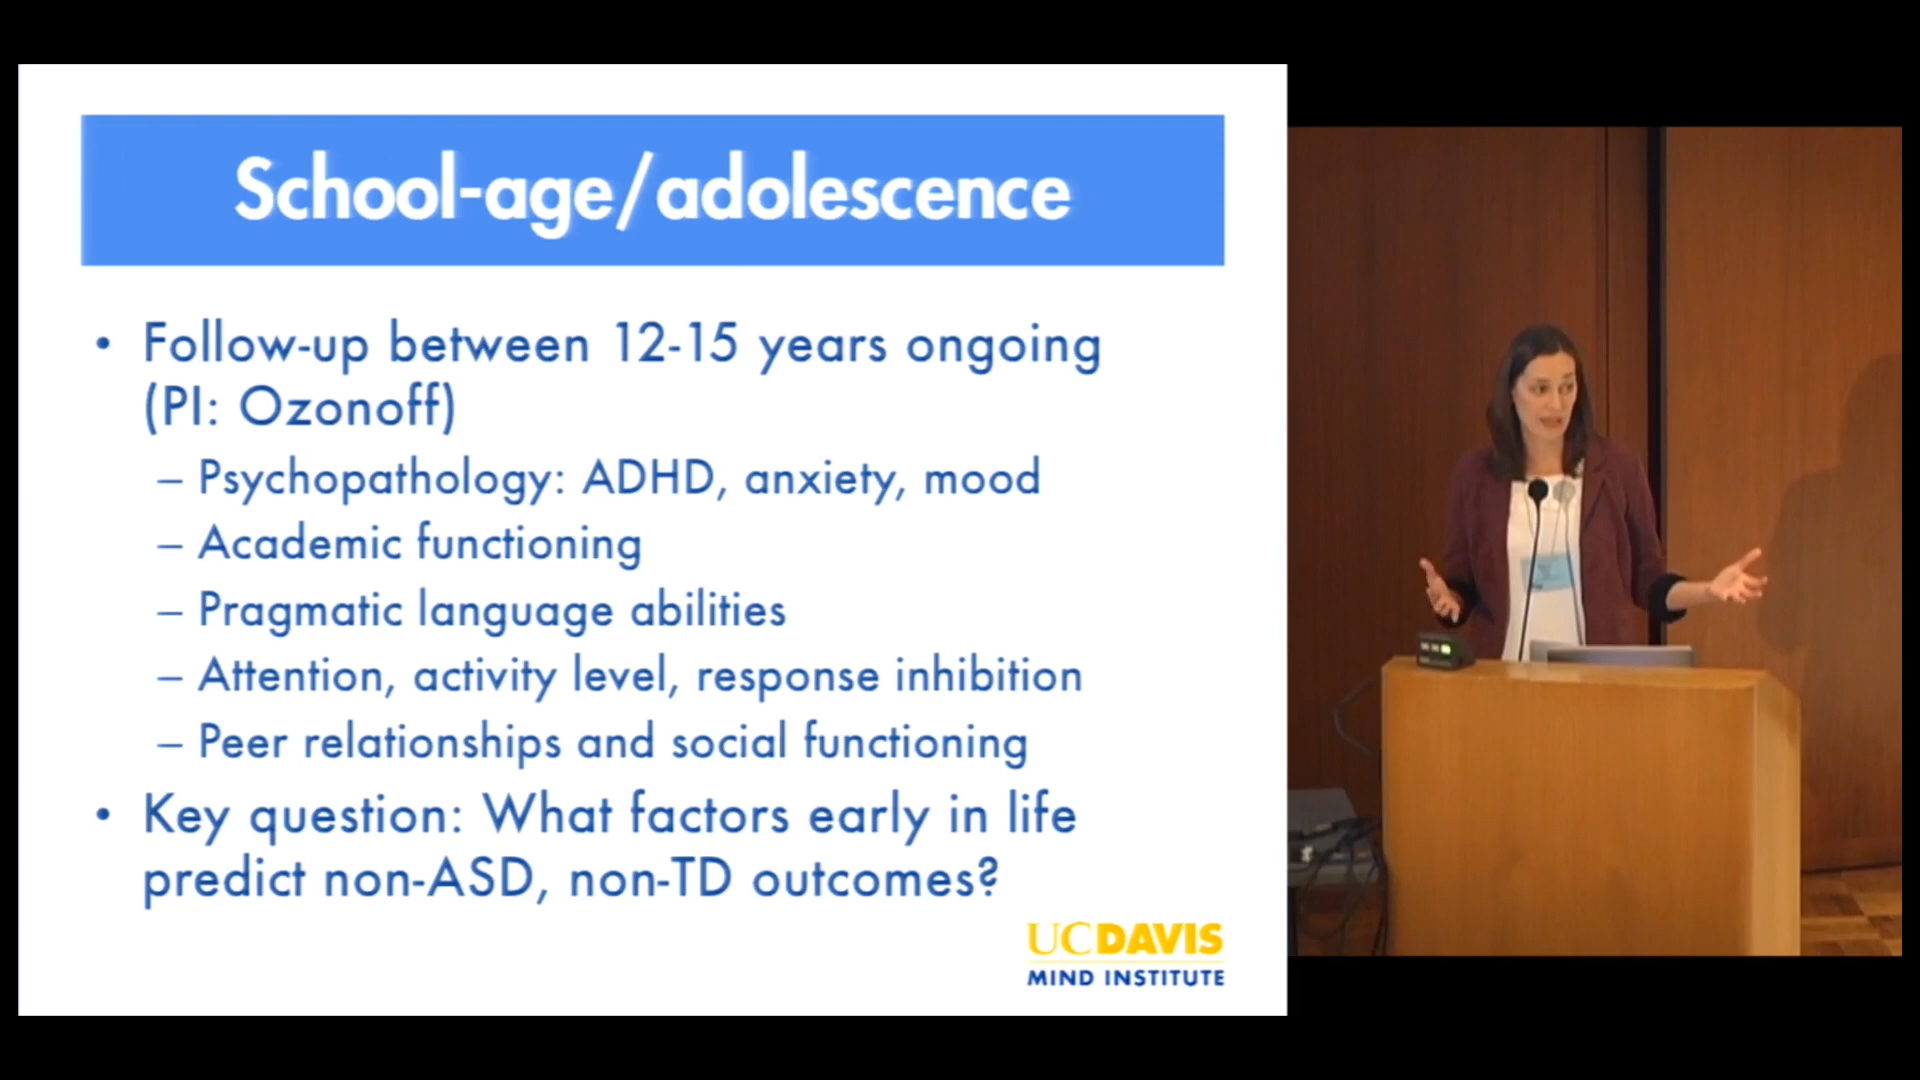 School-age/adolescence
• Follow-up between 12-15 years ongoing
(PI: Ozonoff)
– Psychopathology: ADHD, anxiety, mood
– Academic functioning
– Pragmatic language abilities
– Attention, activity level, response inhibition
– Peer relationships and social functioning
• Key question: What factors early in life
predict non-ASD, non-TD outcomes?
UCDAVIS
MIND INSTITUTE